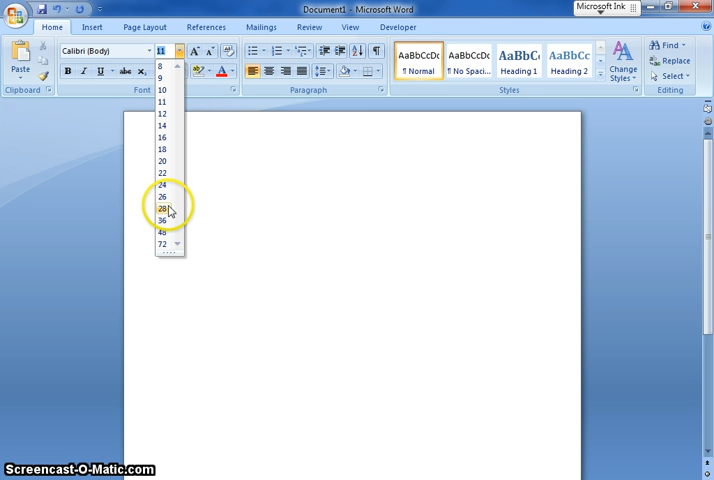 Document1 - Microsoft Word
Microsoft Ink
Home Insert Page Layout References Mailings Review View Developer
Calibri (Body) 11
Paste
B I U abc X A
AaBbCcDc AaBbCcDc AaBbCc AaBbCc
¶ Normal ¶ No Spaci... Heading 1 Heading 2
Change Styles
Find
Replace
Select
Clipboard Font Paragraph Styles Editing
8
9
10
11
12
14
16
18
20
22
24
26
28
36
48
72
Screencast-O-Matic.com